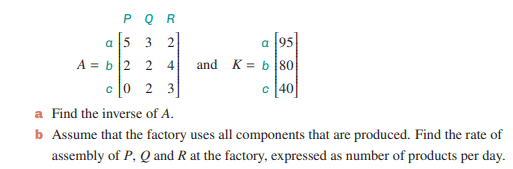 P Q R
a [5 3 2] a [95]
A = b [2 2 4] and K = b [80]
c [0 2 3] c [40]
a Find the inverse of A.
b Assume that the factory uses all components that are produced. Find the rate of
assembly of P, Q and R at the factory, expressed as number of products per day.